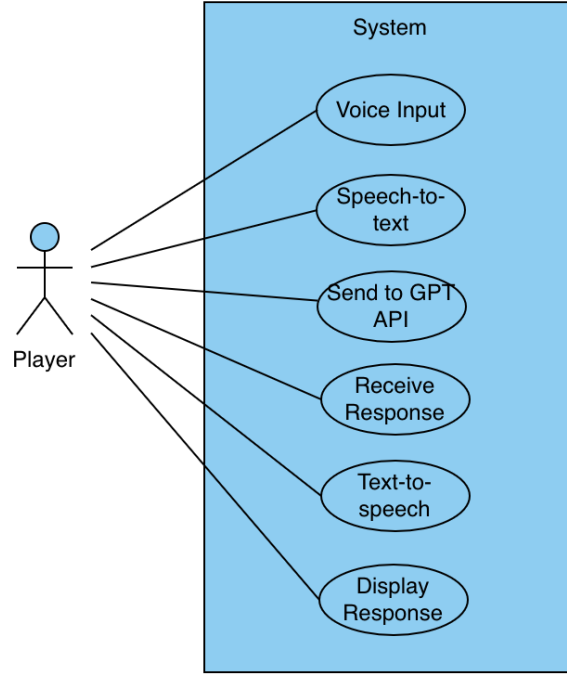 System
Voice Input
Speech-to-
text
Send to GPT
API
Player
Receive
Response
Text-to-
speech
Display
Response